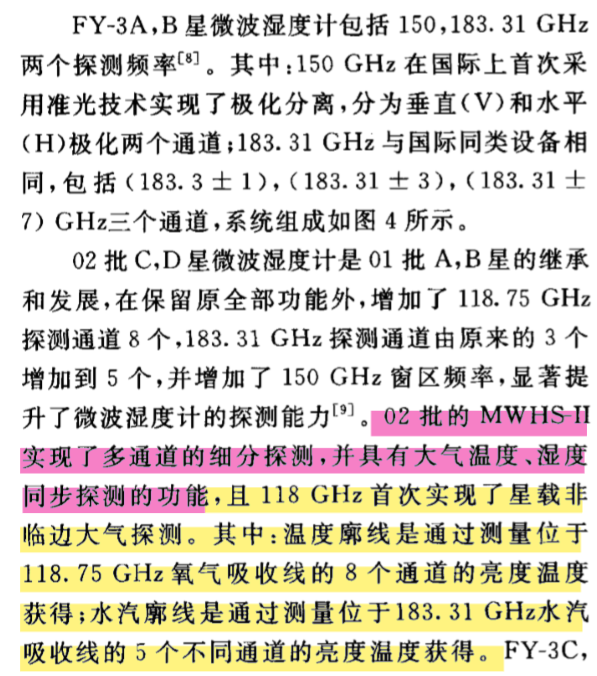 FY-3A,B 星微波湿度计包括 150,183.31 GHz
两个探测频率[8]。其中:150 GHz 在国际上首次采
用准光技术实现了极化分离,分为垂直(V)和水平
(H)极化两个通道;183.31 GHz 与国际同类设备相
同,包括(183.3±1),(183.31±3),(183.31±
7) GHz三个通道,系统组成如图 4 所示。
02 批 C,D 星微波湿度计是 01 批 A,B 星的继承
和发展,在保留原全部功能外,增加了 118.75 GHz
探测通道 8 个,183.31 GHz 探测通道由原来的 3 个
增加到 5 个,并增加了 150 GHz 窗区频率,显著提
升了微波湿度计的探测能力[9]。02 批的 MWHS-II
实现了多通道的细分探测,并具有大气温度、湿度
同步探测的功能,且 118 GHz 首次实现了星载非
临边大气探测。其中:温度廓线是通过测量位于
118.75 GHz 氧气吸收线的 8 个通道的亮度温度
获得;水汽廓线是通过测量位于183.31 GHz水汽
吸收线的 5 个不同通道的亮度温度获得。FY-3C,